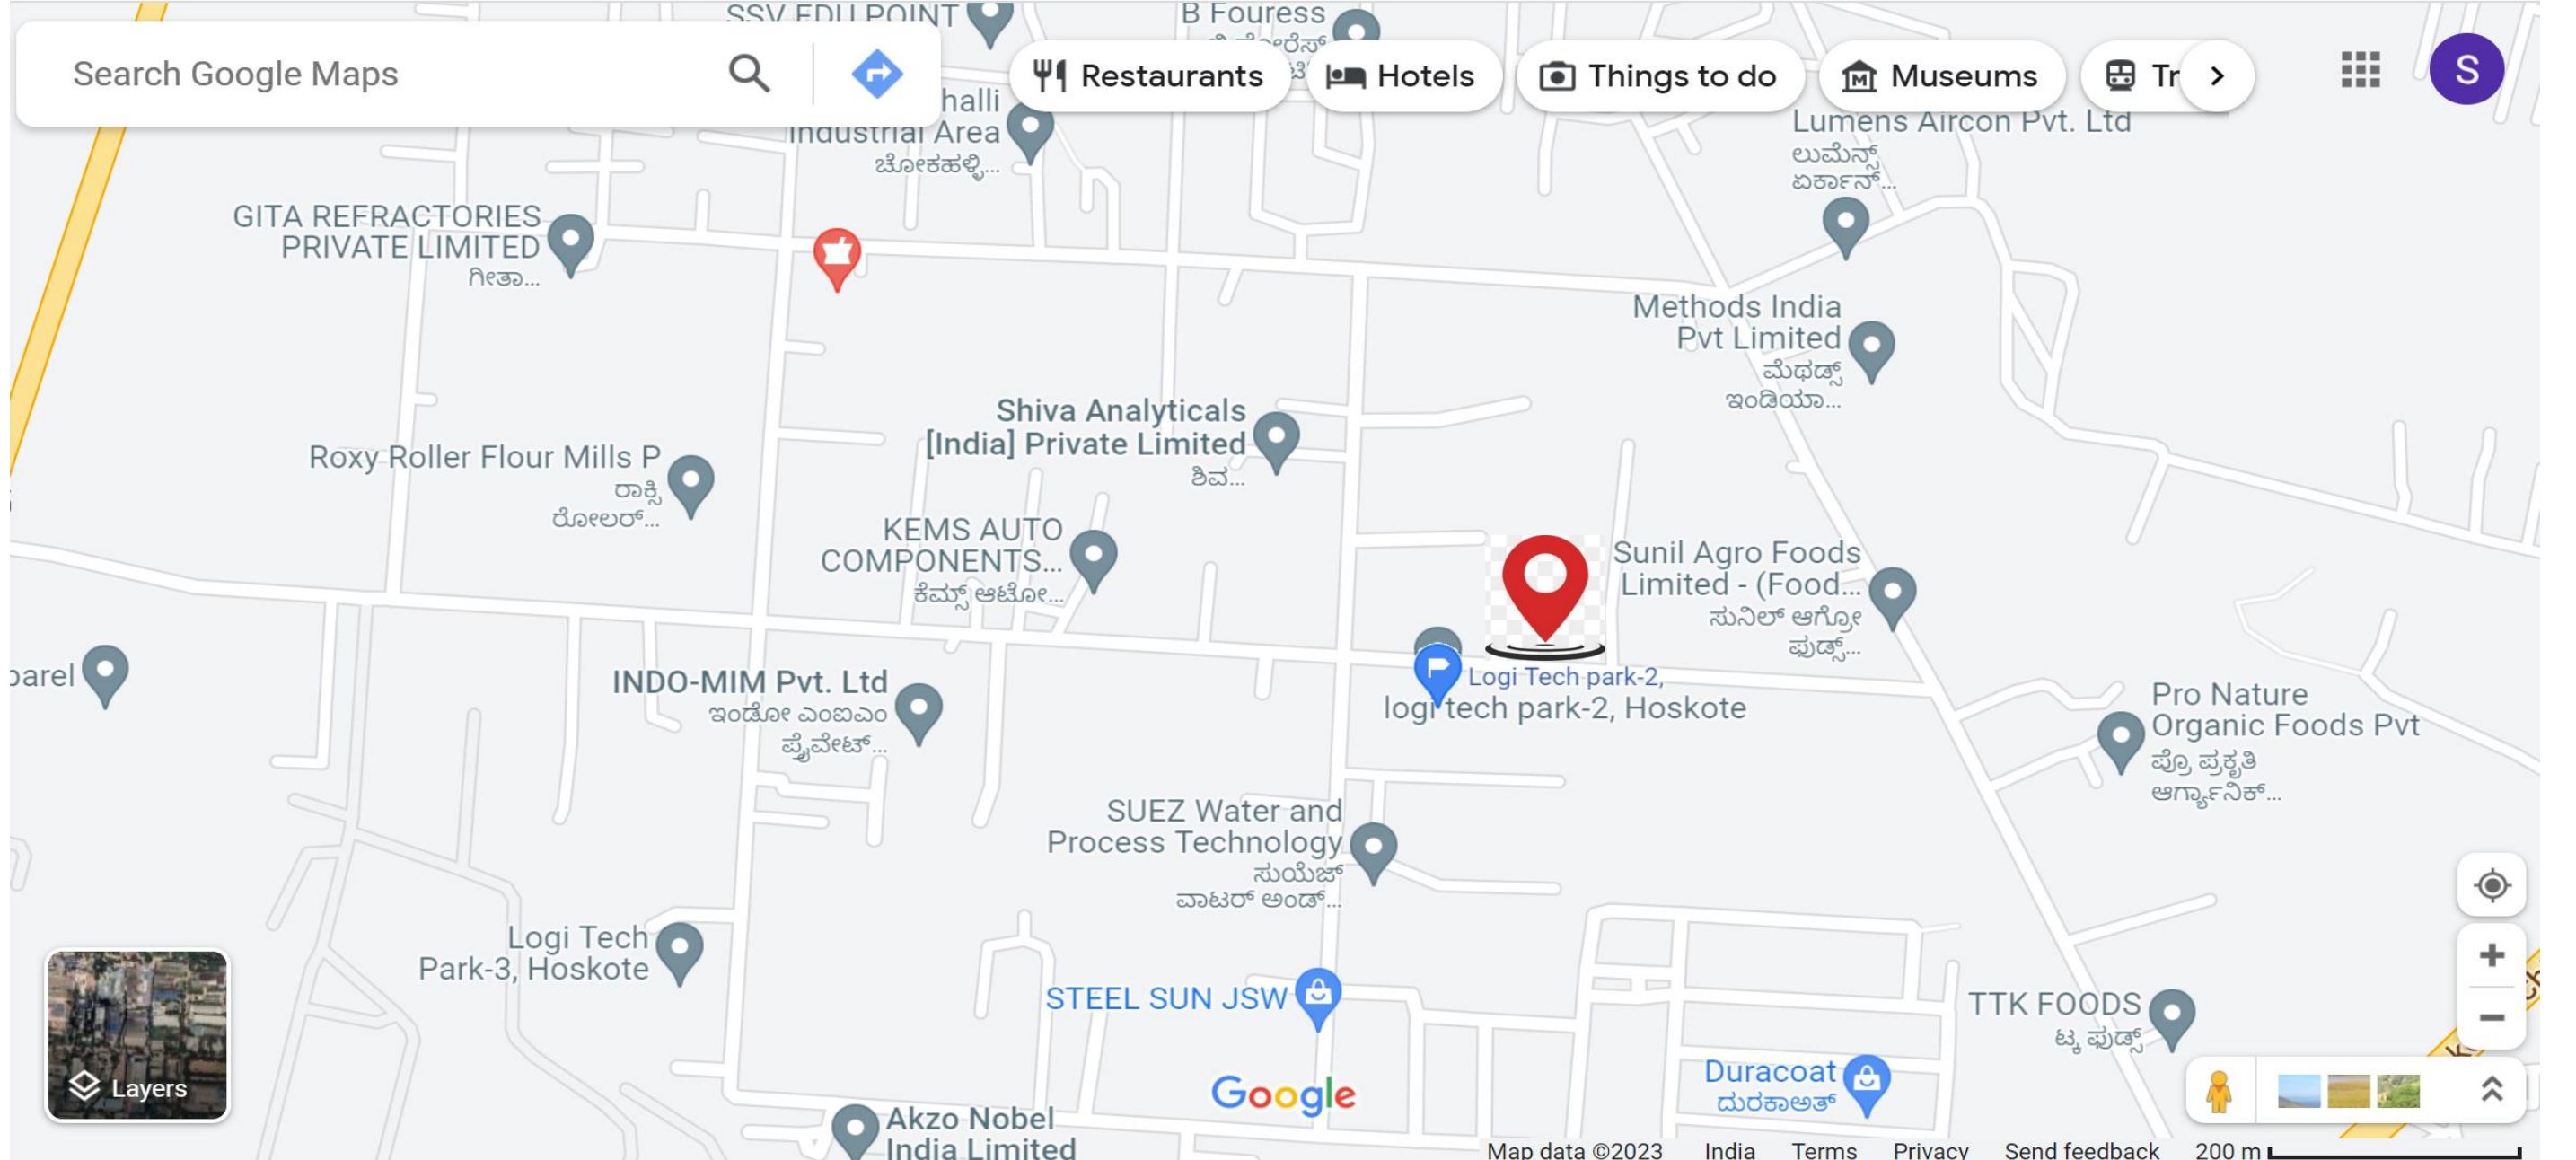 SSV EDU POINT
B Fouress
Search Google Maps
Restaurants
Hotels
Things to do
Museums
Tr
S
halli
Industrial Area
ಚೋಕಹಳ್ಳಿ...
Lumens Aircon Pvt. Ltd
ಲುಮೆನ್ಸ್
ಏರ್ಕಾನ್...
GITA REFRACTORIES
PRIVATE LIMITED
ಗೀತಾ...
Methods India
Pvt Limited
ಮೆಥಡ್ಸ್
ಇಂಡಿಯಾ...
Shiva Analyticals
[India] Private Limited
ಶಿವ...
Roxy Roller Flour Mills P
ರಾಕ್ಸಿ
ರೋಲರ್...
KEMS AUTO
COMPONENTS...
ಕೆಮ್ಸ್ ಆಟೋ...
Sunil Agro Foods
Limited - (Food...
ಸುನಿಲ್ ಆಗ್ರೋ
ಫುಡ್ಸ್...
parel
INDO-MIM Pvt. Ltd
ಇಂಡೋ ಎಂಐಎಂ
ಪ್ರೈವೇಟ್...
Logi Tech park-2,
logi tech park-2, Hoskote
Pro Nature
Organic Foods Pvt
ಪ್ರೊ ಪ್ರಕೃತಿ
ಆರ್ಗ್ಯಾನಿಕ್...
SUEZ Water and
Process Technology
ಸುಯೆಜ್
ವಾಟರ್ ಅಂಡ್...
Logi Tech
Park-3, Hoskote
STEEL SUN JSW
TTK FOODS
ಟ್ಕ ಫುಡ್ಸ್
Layers
Duracoat
ದುರಕಾಅತ್
Google
Akzo Nobel
India Limited
Map data ©2023 India Terms Privacy Send feedback 200 m